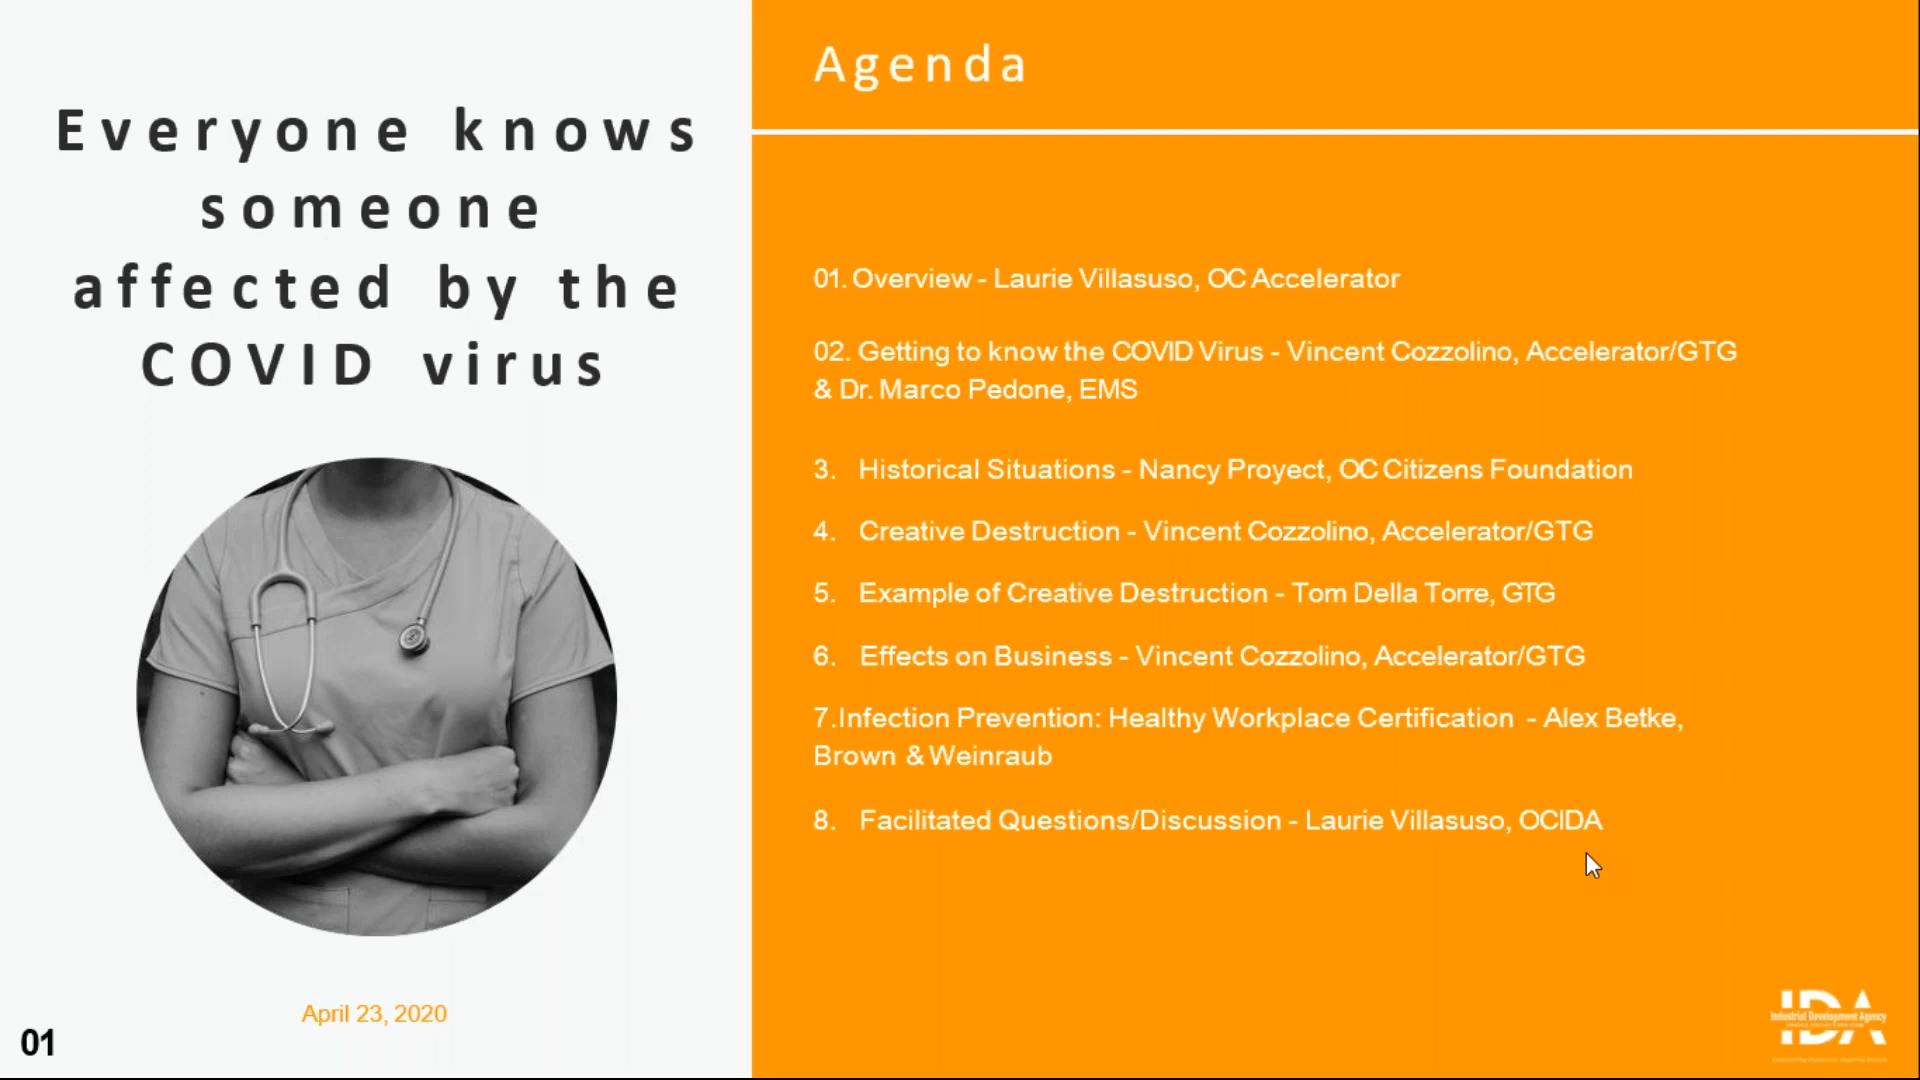 Everyone knows
someone
affected by the
COVID virus
April 23, 2020
01
Agenda
01. Overview - Laurie Villasuso, OC Accelerator
02. Getting to know the COVID Virus - Vincent Cozzolino, Accelerator/GTG
& Dr. Marco Pedone, EMS
3. Historical Situations - Nancy Proyect, OC Citizens Foundation
4. Creative Destruction - Vincent Cozzolino, Accelerator/GTG
5. Example of Creative Destruction - Tom Della Torre, GTG
6. Effects on Business - Vincent Cozzolino, Accelerator/GTG
7.Infection Prevention: Healthy Workplace Certification - Alex Betke,
Brown & Weinraub
8. Facilitated Questions/Discussion - Laurie Villasuso, OCIDA
IDA
Industrial Development Agency